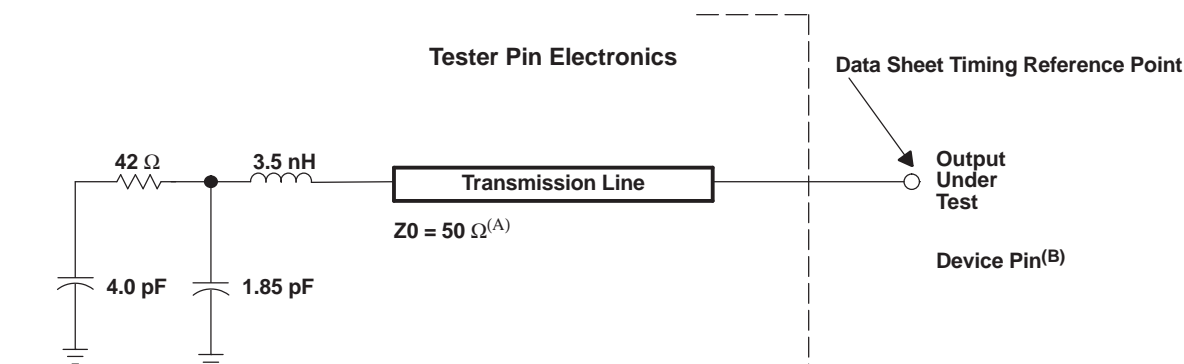 Tester Pin Electronics
Data Sheet Timing Reference Point
42 Ω
3.5 nH
Transmission Line
Output
Under
Test
Z0 = 50 Ω(A)
Device Pin(B)
4.0 pF
1.85 pF